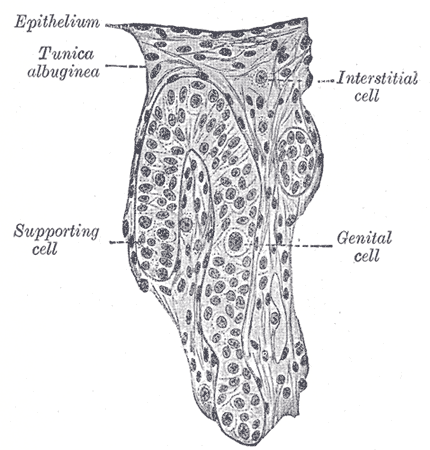 Epithelium
Tunica
albuginea
Interstitial
cell
Supporting
cell
Genital
cell